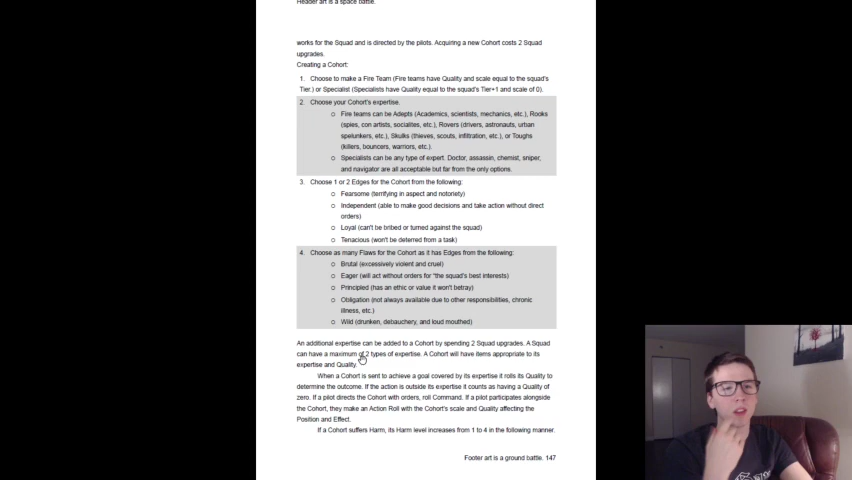 Header art is a space battle.
works for the Squad and is directed by the pilots. Acquiring a new Cohort costs 2 Squad
upgrades.
Creating a Cohort:
1. Choose to make a Fire Team (Fire teams have Quality and scale equal to the squad's
Tier.) or Specialist (Specialists have Quality equal to the squad's Tier+1 and scale of 0).
2. Choose your Cohort's expertise.
o Fire teams can be Adepts (Academics, scientists, mechanics, etc.), Rooks
(spies, con artists, socialites, etc.), Rovers (drivers, astronauts, urban
spelunkers, etc.), Skulks (thieves, scouts, infiltration, etc.), or Toughs
(killers, bouncers, warriors, etc.).
o Specialists can be any type of expert. Doctor, assassin, chemist, sniper,
and navigator are all acceptable but far from the only options.
3. Choose 1 or 2 Edges for the Cohort from the following:
o Fearsome (terrifying in aspect and notoriety)
o Independent (able to make good decisions and take action without direct
orders)
o Loyal (can't be bribed or turned against the squad)
o Tenacious (won't be deterred from a task)
4. Choose as many Flaws for the Cohort as it has Edges from the following:
o Brutal (excessively violent and cruel)
o Eager (will act without orders for "the squad's best interests)
o Principled (has an ethic or value it won't betray)
o Obligation (not always available due to other responsibilities, chronic
illness, etc.)
o Wild (drunken, debauchery, and loud mouthed)
An additional expertise can be added to a Cohort by spending 2 Squad upgrades. A Squad
can have a maximum of 2 types of expertise. A Cohort will have items appropriate to its
expertise and Quality.
When a Cohort is sent to achieve a goal covered by its expertise it rolls its Quality to
determine the outcome. If the action is outside its expertise it counts as having a Quality of
zero. If a pilot directs the Cohort with orders, roll Command. If a pilot participates alongside
the Cohort, they make an Action Roll with the Cohort's scale and Quality affecting the
Position and Effect.
If a Cohort suffers Harm, its Harm level increases from 1 to 4 in the following manner.
Footer art is a ground battle. 147